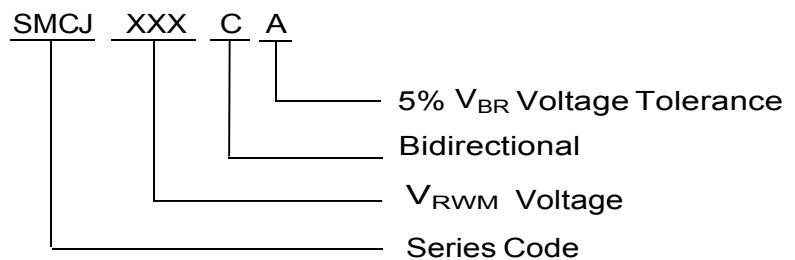 SMCJ XXX C A
5% VBR Voltage Tolerance
Bidirectional
VRWM Voltage
Series Code